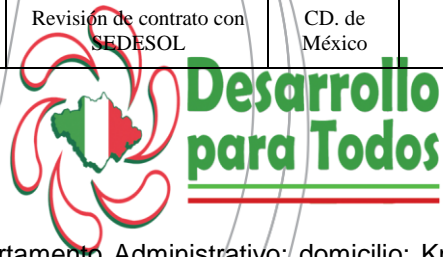 Revisión de contrato con
SEDESOL
CD. de
México
Desarrollo
para Todos
Administrativo; domicilio: